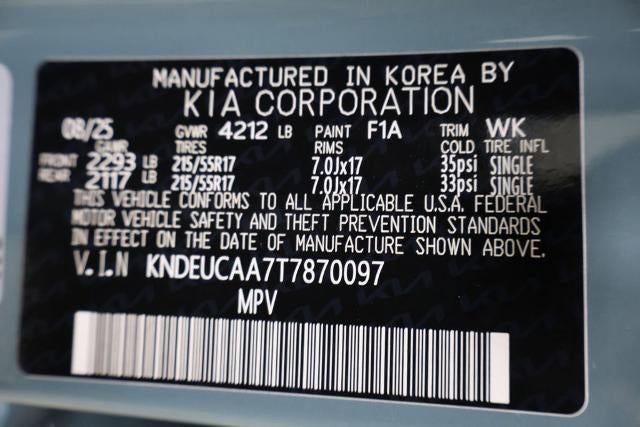 MANUFACTURED IN KOREA BY
KIA CORPORATION
08/25 GVWR 4212 LB PAINT F1A TRIM WK
GAWR TIRES RIMS COLD TIRE INFL
FRONT 2293 LB 215/55R17 7.0Jx17 35psi SINGLE
REAR 2117 LB 215/55R17 7.0Jx17 33psi SINGLE
THIS VEHICLE CONFORMS TO ALL APPLICABLE U.S.A. FEDERAL
MOTOR VEHICLE SAFETY AND THEFT PREVENTION STANDARDS
IN EFFECT ON THE DATE OF MANUFACTURE SHOWN ABOVE.
V.I.N KNDEUCAA7T7870097
MPV